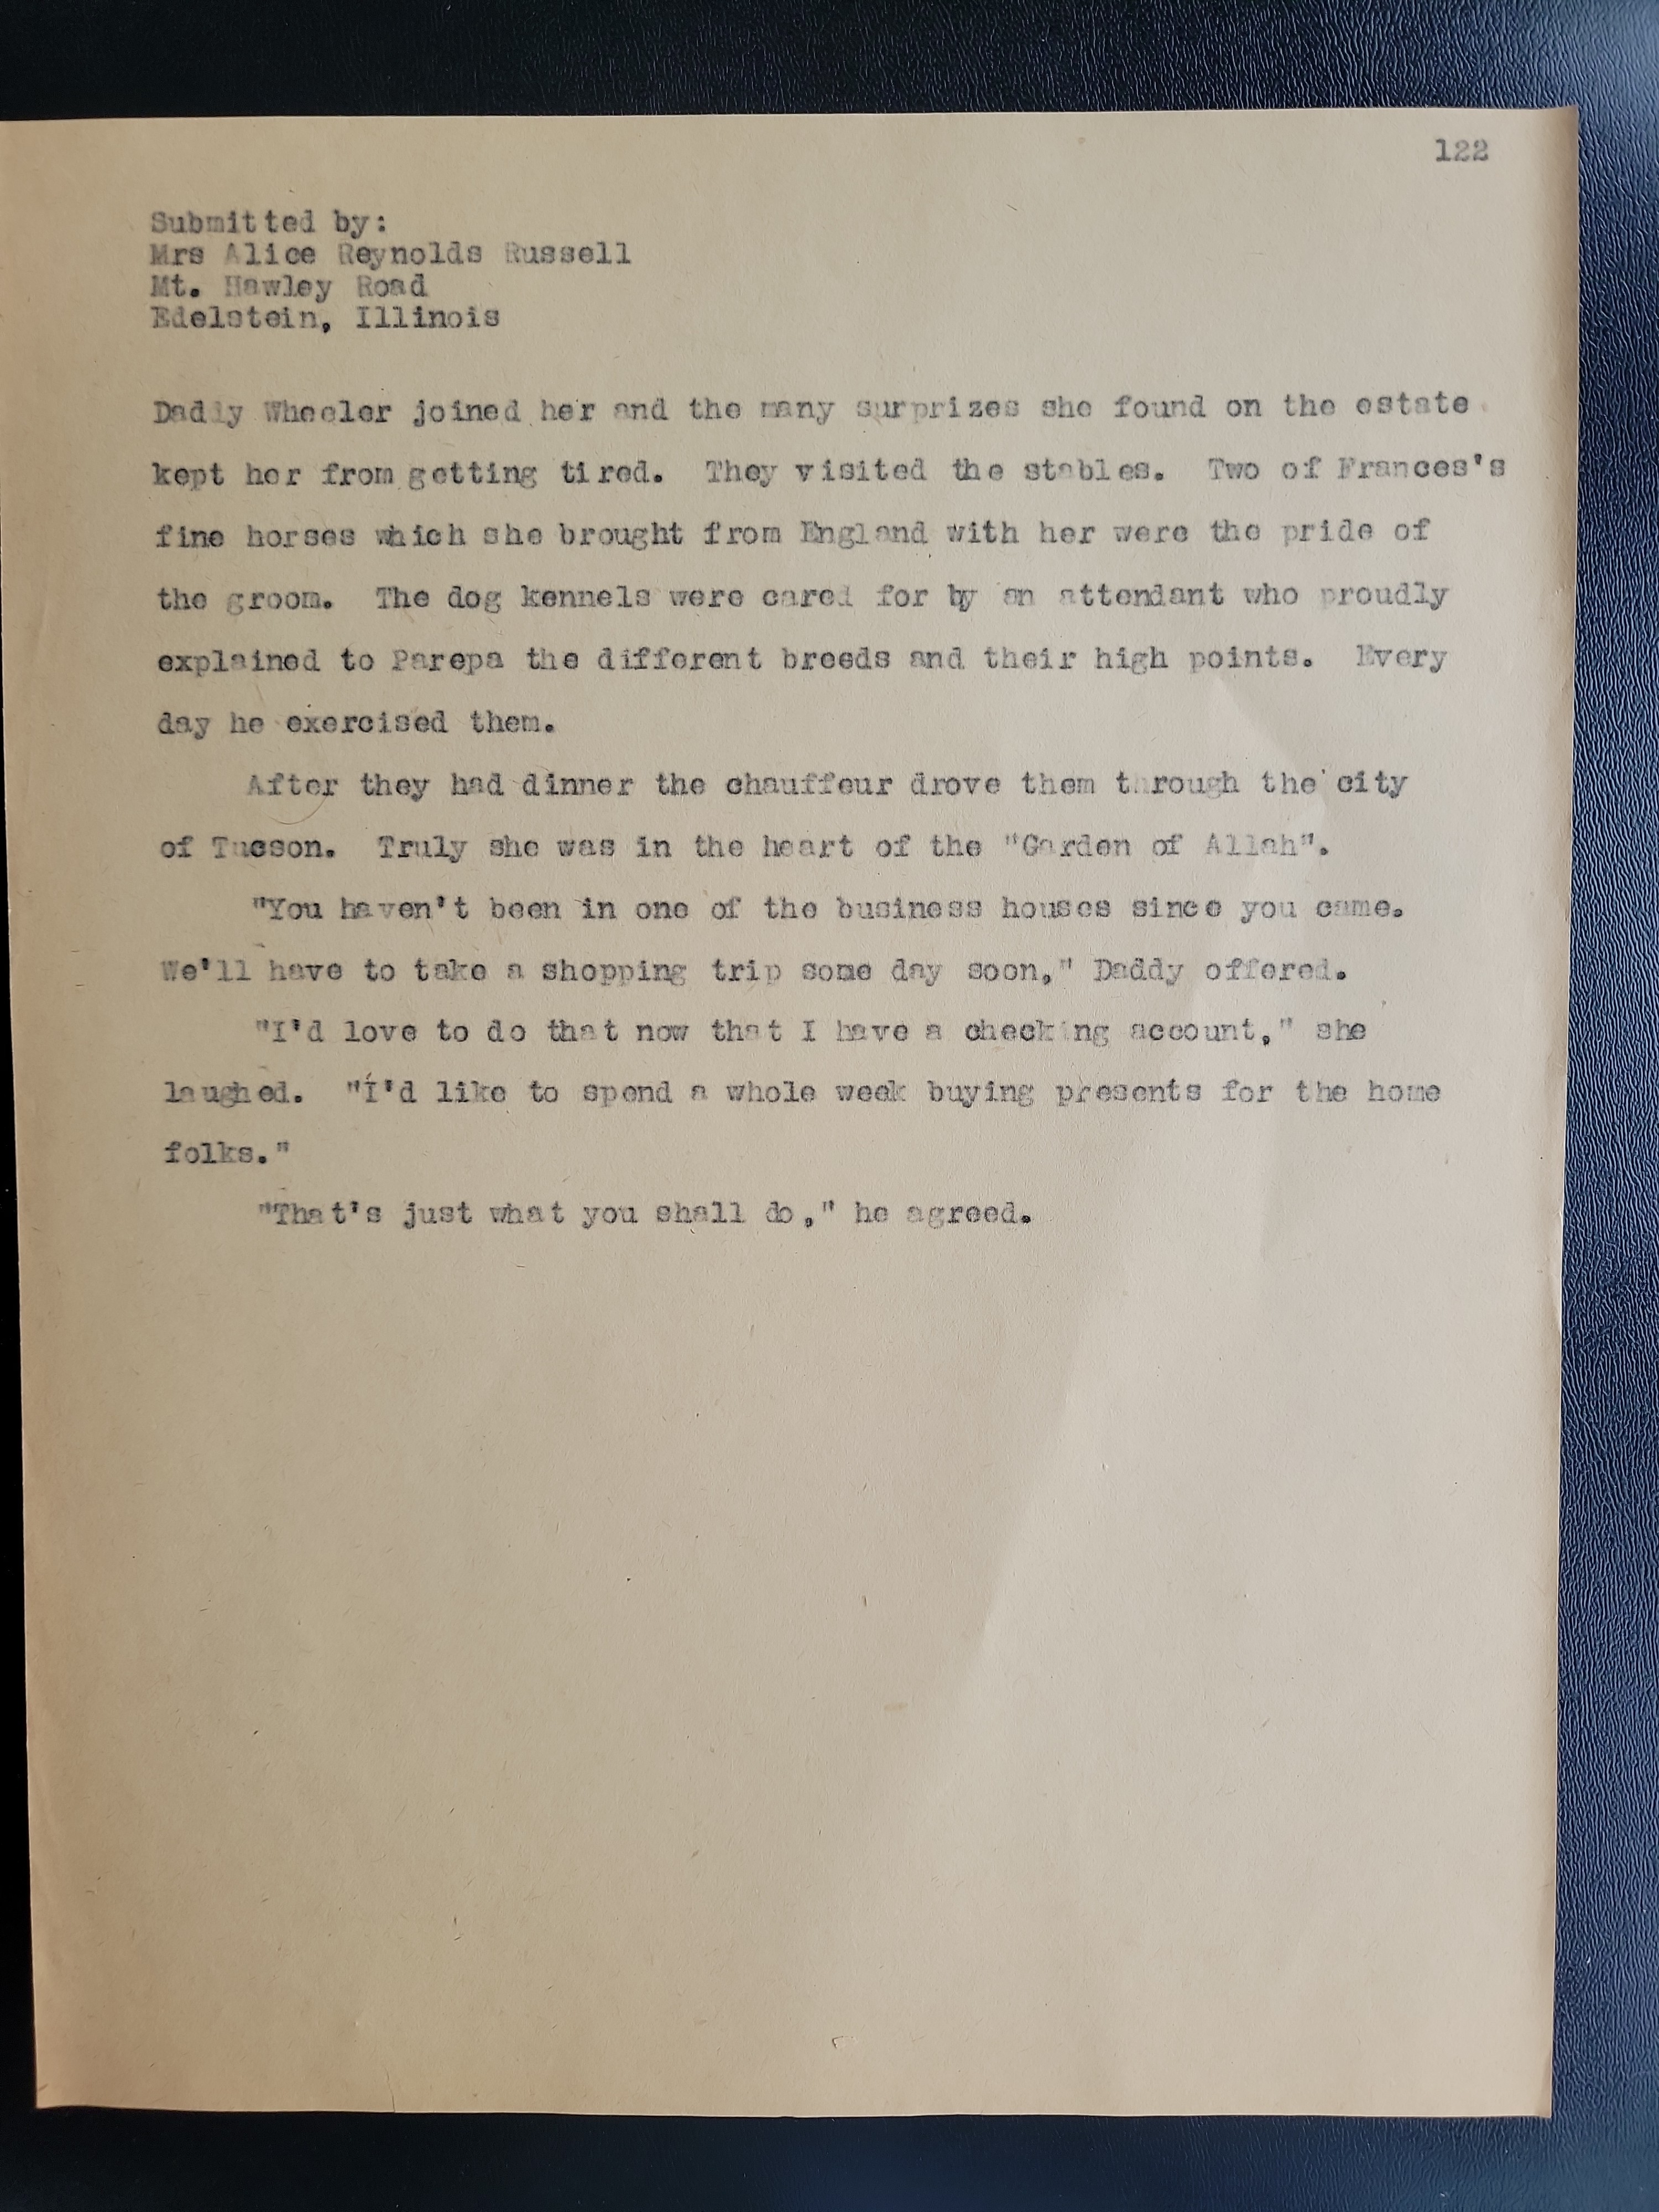 122
Submitted by:
Mrs Alice Reynolds Russell
Mt. Hawley Road
Edelstein, Illinois
Daddy Wheeler joined her and the many surprizes she found on the estate
kept her from getting tired.  They visited the stables.  Two of Frances's
fine horses which she brought from England with her were the pride of
the groom.  The dog kennels were cared for by an attendant who proudly
explained to Parepa the different breeds and their high points.  Every
day he exercised them.
After they had dinner the chauffeur drove them through the city
of Tucson.  Truly she was in the heart of the "Garden of Allah".
"You haven't been in one of the business houses since you came.
We'll have to take a shopping trip some day soon," Daddy offered.
"I'd love to do that now that I have a checking account," she
laughed.  "I'd like to spend a whole week buying presents for the home
folks."
"That's just what you shall do," he agreed.